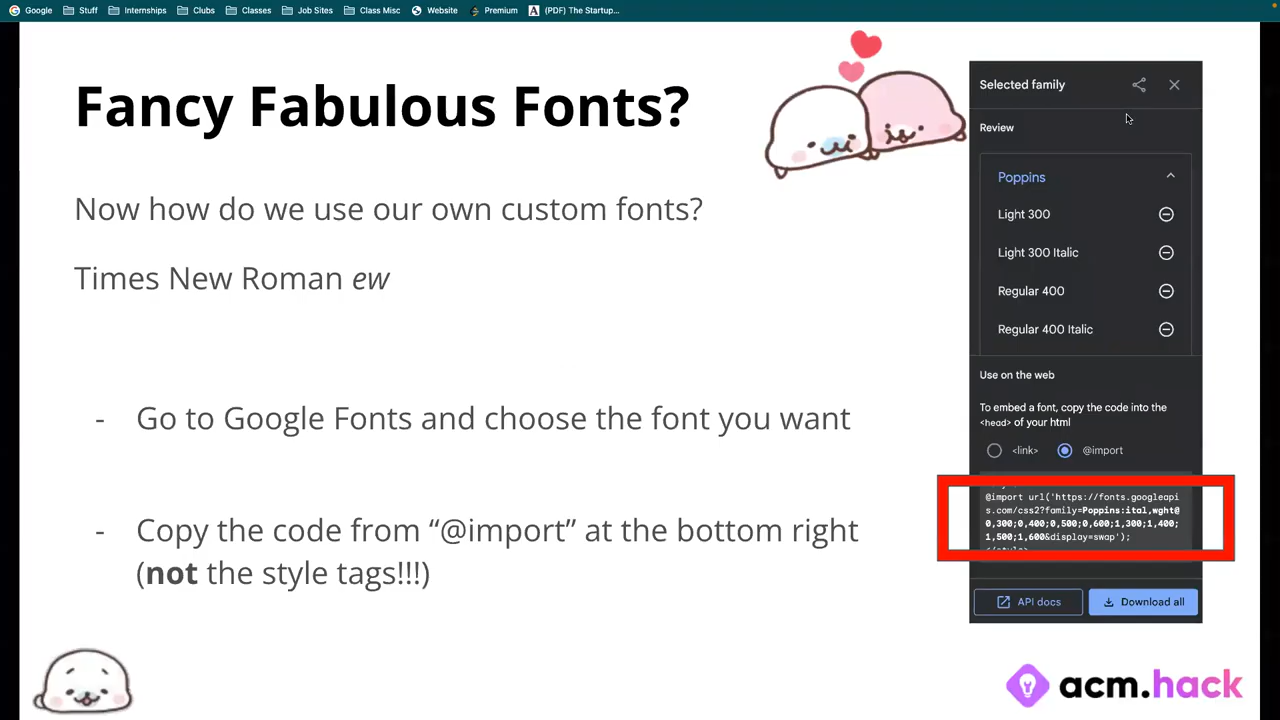 Google Stuff Internships Clubs Classes Job Sites Class Misc Website Premium (PDF) The Startup...
Fancy Fabulous Fonts?
Now how do we use our own custom fonts?
Times New Roman ew
- Go to Google Fonts and choose the font you want
- Copy the code from “@import” at the bottom right
(not the style tags!!!)
Selected family
Review
Poppins
Light 300
Light 300 Italic
Regular 400
Regular 400 Italic
Use on the web
To embed a font, copy the code into the
<head> of your html
<link> @import
@import url('https://fonts.googleapi
s.com/css2?family=Poppins:ital,wght@
0,300;0,400;0,500;0,600;1,300;1,400;
1,500;1,600&display=swap');
API docs Download all
acm.hack